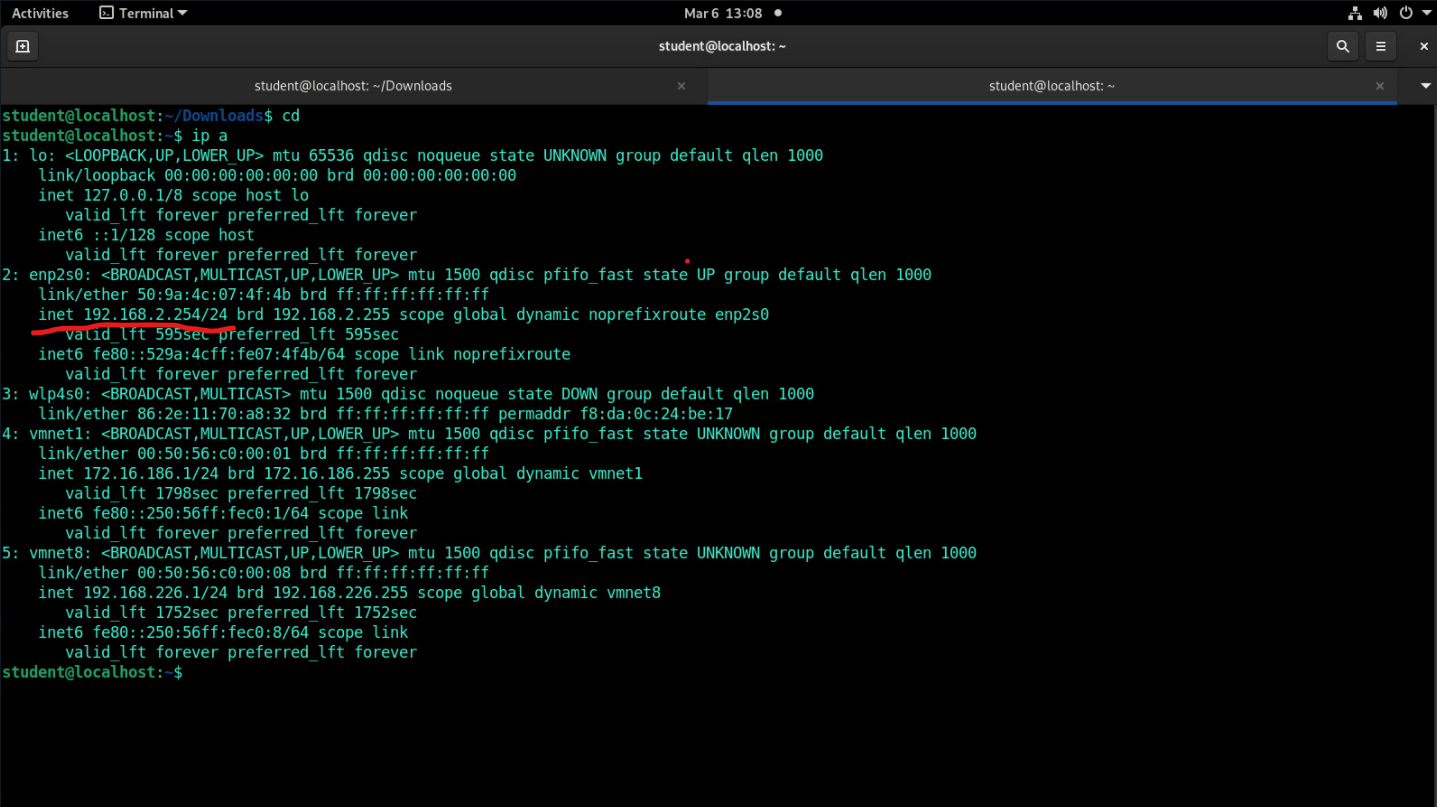 Activities Terminal Mar 6 13:08
student@localhost: ~
student@localhost: ~/Downloads student@localhost: ~
student@localhost:~/Downloads$ cd
student@localhost:~$ ip a
1: lo: <LOOPBACK,UP,LOWER_UP> mtu 65536 qdisc noqueue state UNKNOWN group default qlen 1000
    link/loopback 00:00:00:00:00:00 brd 00:00:00:00:00:00
    inet 127.0.0.1/8 scope host lo
       valid_lft forever preferred_lft forever
    inet6 ::1/128 scope host
       valid_lft forever preferred_lft forever
2: enp2s0: <BROADCAST,MULTICAST,UP,LOWER_UP> mtu 1500 qdisc pfifo_fast state UP group default qlen 1000
    link/ether 50:9a:4c:07:4f:4b brd ff:ff:ff:ff:ff:ff
    inet 192.168.2.254/24 brd 192.168.2.255 scope global dynamic noprefixroute enp2s0
       valid_lft 595sec preferred_lft 595sec
    inet6 fe80::529a:4cff:fe07:4f4b/64 scope link noprefixroute
       valid_lft forever preferred_lft forever
3: wlp4s0: <BROADCAST,MULTICAST> mtu 1500 qdisc noqueue state DOWN group default qlen 1000
    link/ether 86:2e:11:70:a8:32 brd ff:ff:ff:ff:ff:ff permaddr f8:da:0c:24:be:17
4: vmnet1: <BROADCAST,MULTICAST,UP,LOWER_UP> mtu 1500 qdisc pfifo_fast state UNKNOWN group default qlen 1000
    link/ether 00:50:56:c0:00:01 brd ff:ff:ff:ff:ff:ff
    inet 172.16.186.1/24 brd 172.16.186.255 scope global dynamic vmnet1
       valid_lft 1798sec preferred_lft 1798sec
    inet6 fe80::250:56ff:fec0:1/64 scope link
       valid_lft forever preferred_lft forever
5: vmnet8: <BROADCAST,MULTICAST,UP,LOWER_UP> mtu 1500 qdisc pfifo_fast state UNKNOWN group default qlen 1000
    link/ether 00:50:56:c0:00:08 brd ff:ff:ff:ff:ff:ff
    inet 192.168.226.1/24 brd 192.168.226.255 scope global dynamic vmnet8
       valid_lft 1752sec preferred_lft 1752sec
    inet6 fe80::250:56ff:fec0:8/64 scope link
       valid_lft forever preferred_lft forever
student@localhost:~$